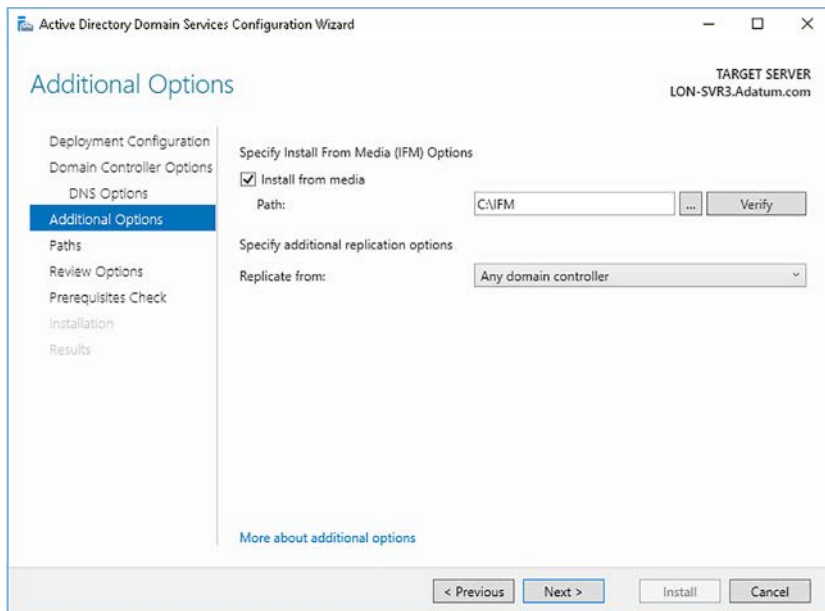 Active Directory Domain Services Configuration Wizard
Additional Options
TARGET SERVER
LON-SVR3.Adatum.com
Deployment Configuration
Domain Controller Options
DNS Options
Additional Options
Paths
Review Options
Prerequisites Check
Installation
Results
Specify Install From Media (IFM) Options
Install from media
Path: C:\IFM ... Verify
Specify additional replication options
Replicate from: Any domain controller
More about additional options
< Previous Next > Install Cancel